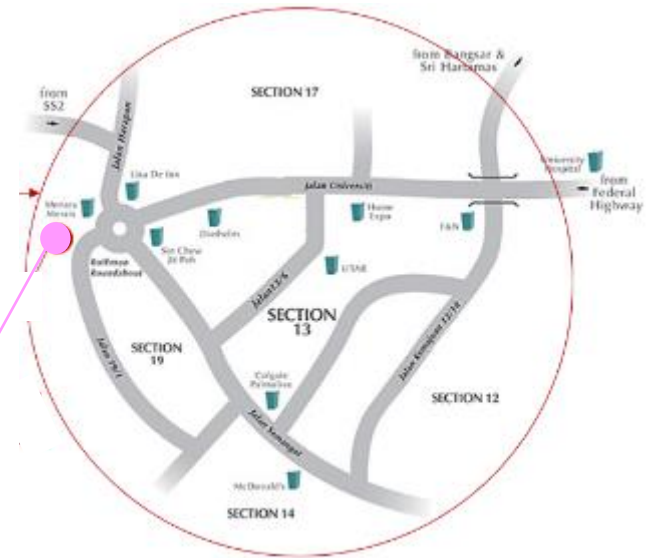 from Bangsar &
Sri Hartamas
SECTION 17
from
SS2
Jalan Harapan
Lisa De Inn
University
Hospital
from
Federal
Highway
Jalan Universiti
Menara
Home
Expo
F&N
Dunhelm
Sin Chew
Jit Poh
Rothman
Roundabout
UTAR
Jalan 13/6
SECTION
13
SECTION
19
Jalan 19/1
Jalan Kemajuan 12/18
Colgate
Palmolive
SECTION 12
Jalan Semangat
McDonald's
SECTION 14